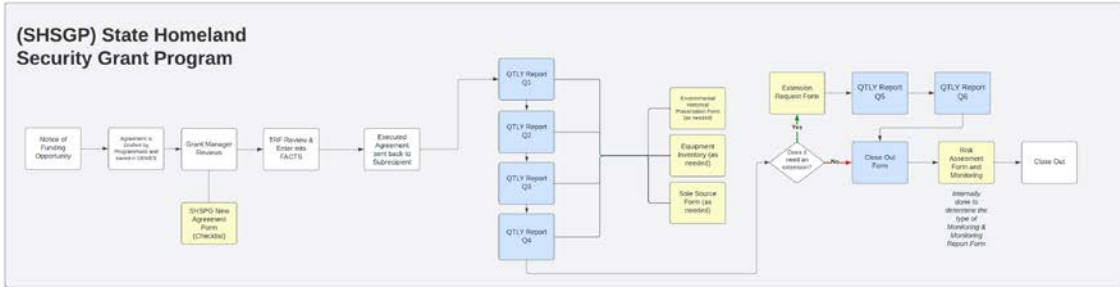 (SHSGP) State Homeland
Security Grant Program
Notice of
Funding
Opportunity
Agreement is
Drafted by
Programmatic and
saved in DEMES
Grant Manager
Reviews
SHSPG New
Agreement
Form
(Checklist)
TRF Review &
Enter into
FACTS
Executed
Agreement
sent back to
Subrecipient
QTLY Report
Q1
QTLY Report
Q2
QTLY Report
Q3
QTLY Report
Q4
Environmental
Historical
Preservation Form
(as needed)
Equipment
Inventory (as
needed)
Sole Source
Form (as
needed)
Does it
need an
extension?
Yes
No
Extension
Request Form
QTLY Report
Q5
QTLY Report
Q6
Close Out
Form
Risk
Assesment
Form and
Monitoring
Internally
done to
determine the
type of
Monitoring &
Monitoring
Report Form
Close Out